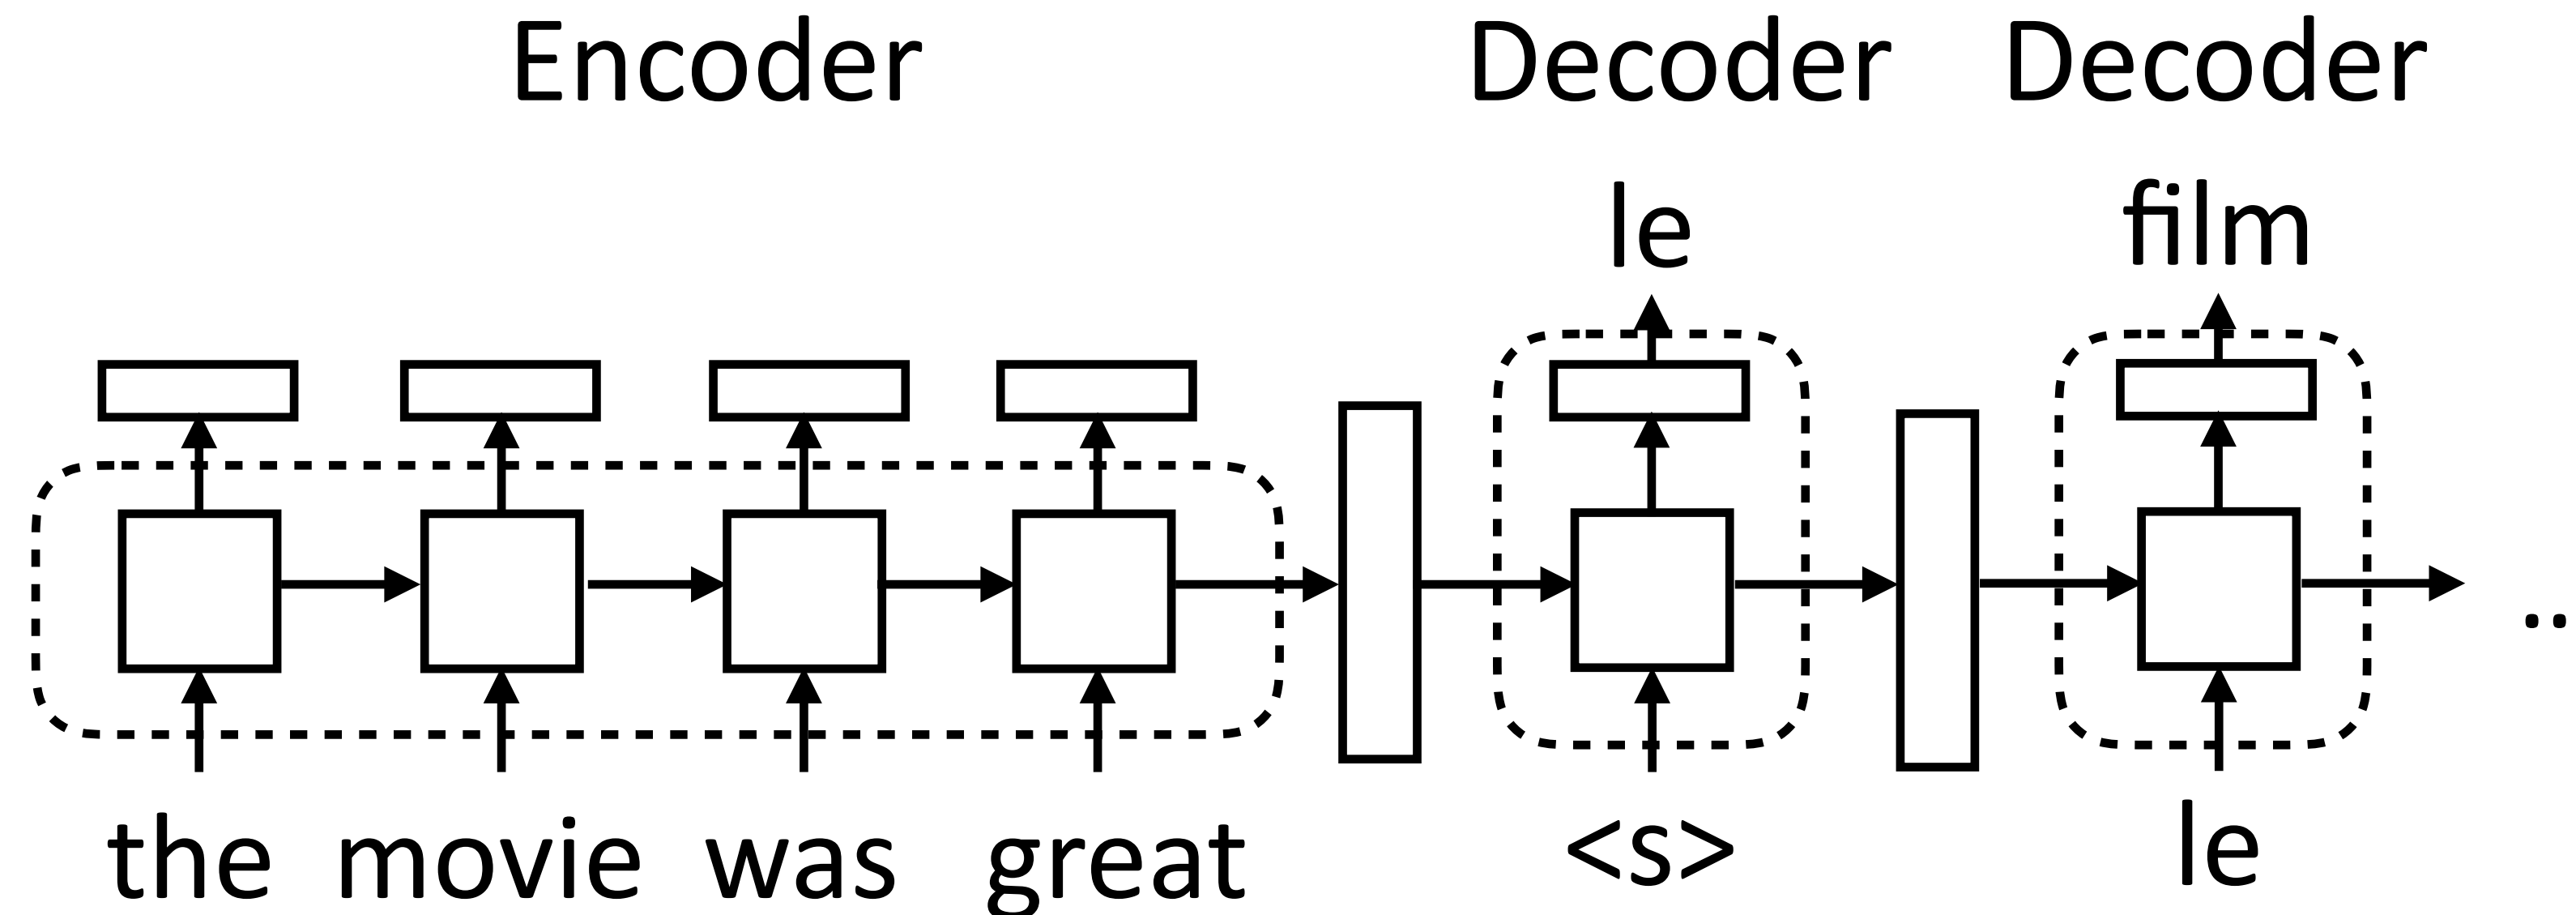 Encoder Decoder Decoder
le film
..
the movie was great <s> le